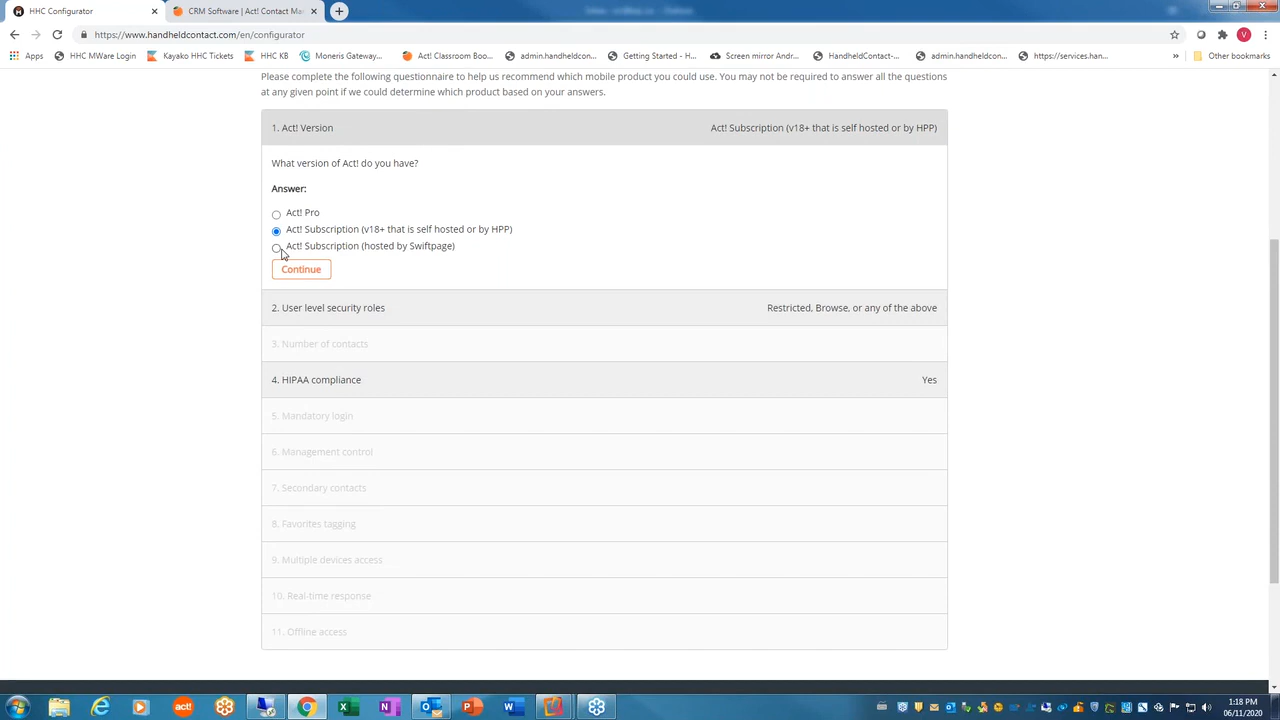 HHC Configurator
CRM Software | Act! Contact Ma
https://www.handheldcontact.com/en/configurator
Apps
HHC MWare Login
Kayako HHC Tickets
HHC KB
Moneris Gateway...
Act! Classroom Boo...
admin.handheldcon...
Getting Started - H...
Screen mirror Andr...
HandheldContact-...
admin.handheldcon...
https://services.han...
»
Other bookmarks
Please complete the following questionnaire to help us recommend which mobile product you could use. You may not be required to answer all the questions
at any given point if we could determine which product based on your answers.
1. Act! Version Act! Subscription (v18+ that is self hosted or by HPP)
What version of Act! do you have?
Answer:
Act! Pro
Act! Subscription (v18+ that is self hosted or by HPP)
Act! Subscription (hosted by Swiftpage)
Continue
2. User level security roles Restricted, Browse, or any of the above
3. Number of contacts
4. HIPAA compliance Yes
5. Mandatory login
6. Management control
7. Secondary contacts
8. Favorites tagging
9. Multiple devices access
10. Real-time response
11. Offline access
act!
1:18 PM
06/11/2020